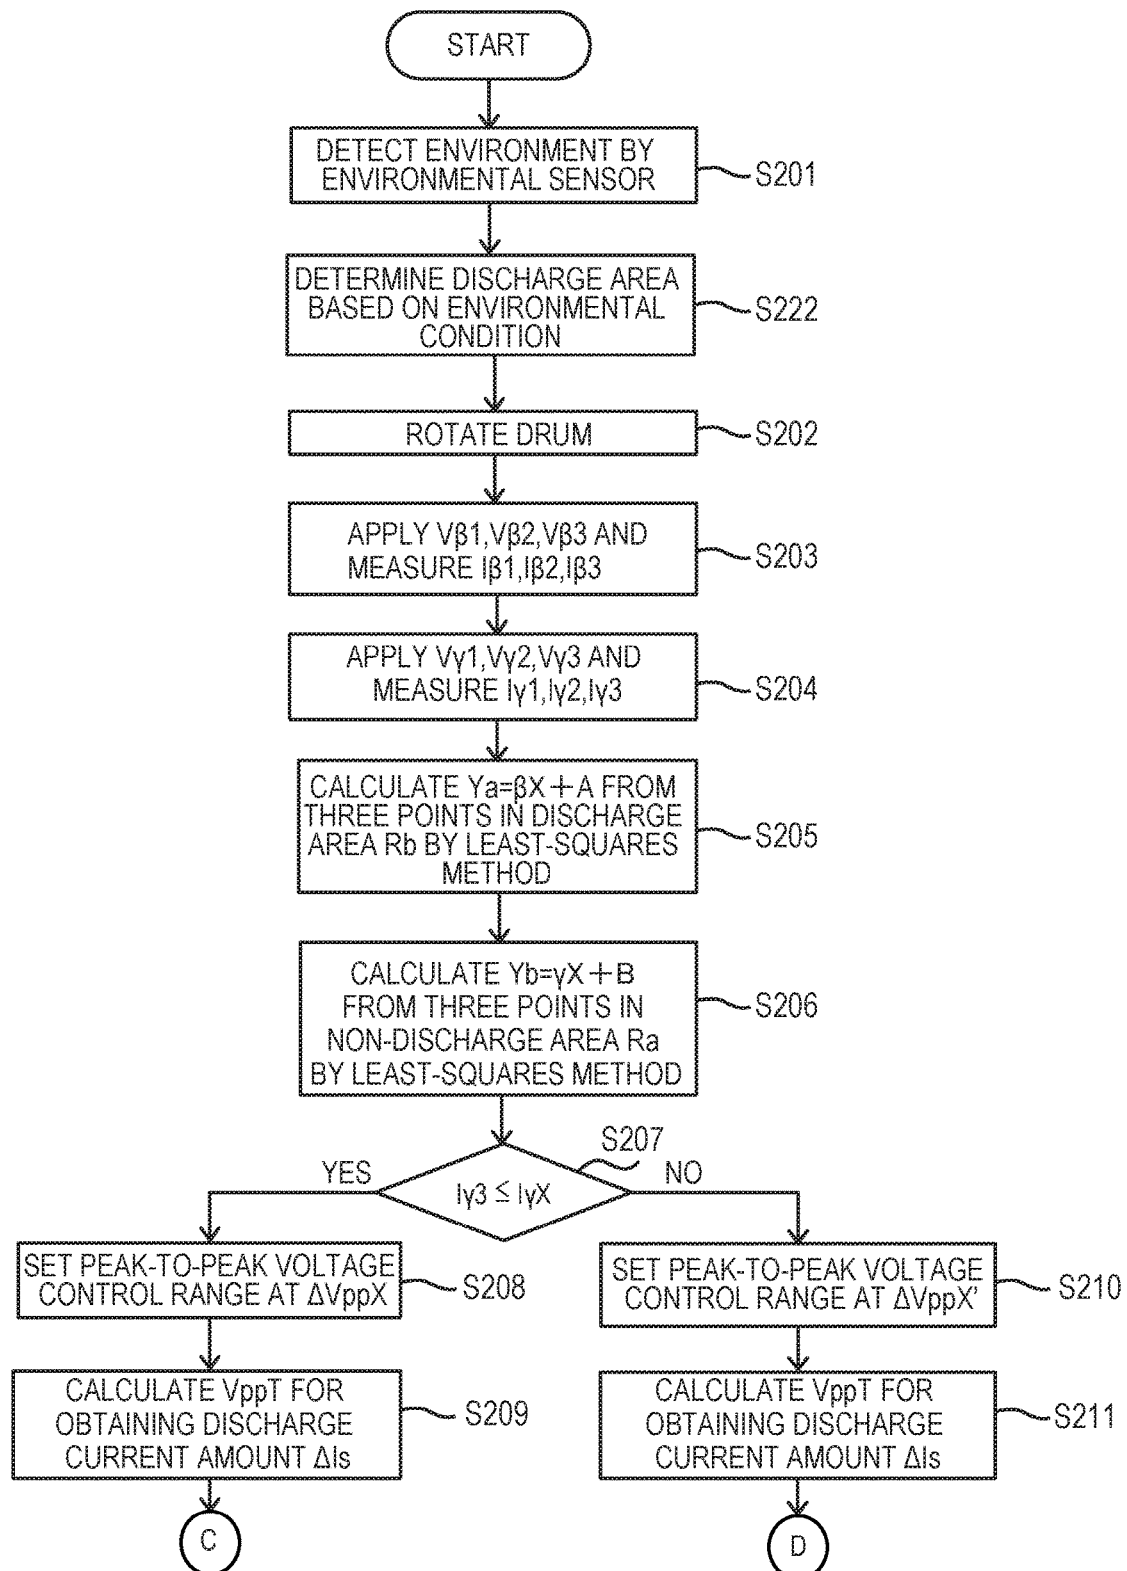 START
DETECT ENVIRONMENT BY
ENVIRONMENTAL SENSOR
S201
DETERMINE DISCHARGE AREA
BASED ON ENVIRONMENTAL
CONDITION
S222
ROTATE DRUM
S202
APPLY Vβ1,Vβ2,Vβ3 AND
MEASURE Iβ1,Iβ2,Iβ3
S203
APPLY Vγ1,Vγ2,Vγ3 AND
MEASURE Iγ1,Iγ2,Iγ3
S204
CALCULATE Ya=βX+A FROM
THREE POINTS IN DISCHARGE
AREA Rb BY LEAST-SQUARES
METHOD
S205
CALCULATE Yb=γX+B
FROM THREE POINTS IN
NON-DISCHARGE AREA Ra
BY LEAST-SQUARES METHOD
S206
S207
YES
Iγ3 ≦ IγX
NO
SET PEAK-TO-PEAK VOLTAGE
CONTROL RANGE AT ΔVppX
S208
SET PEAK-TO-PEAK VOLTAGE
CONTROL RANGE AT ΔVppX'
S210
CALCULATE VppT FOR
OBTAINING DISCHARGE
CURRENT AMOUNT ΔIs
S209
CALCULATE VppT FOR
OBTAINING DISCHARGE
CURRENT AMOUNT ΔIs
S211
C
D